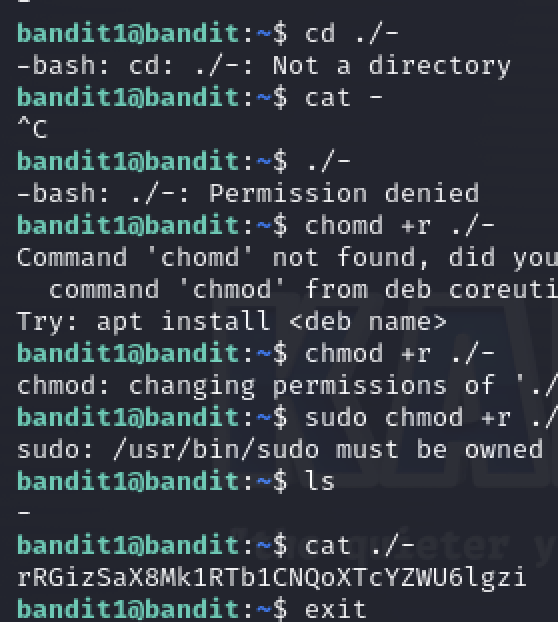 -
bandit1@bandit:~$ cd ./-
-bash: cd: ./-: Not a directory
bandit1@bandit:~$ cat -
^C
bandit1@bandit:~$ ./-
-bash: ./-: Permission denied
bandit1@bandit:~$ chomd +r ./-
Command 'chomd' not found, did you
  command 'chmod' from deb coreuti
Try: apt install <deb name>
bandit1@bandit:~$ chmod +r ./-
chmod: changing permissions of './
bandit1@bandit:~$ sudo chmod +r ./
sudo: /usr/bin/sudo must be owned
bandit1@bandit:~$ ls
-
bandit1@bandit:~$ cat ./-
rRGizSaX8Mk1RTb1CNQoXTcYZWU6lgzi
bandit1@bandit:~$ exit